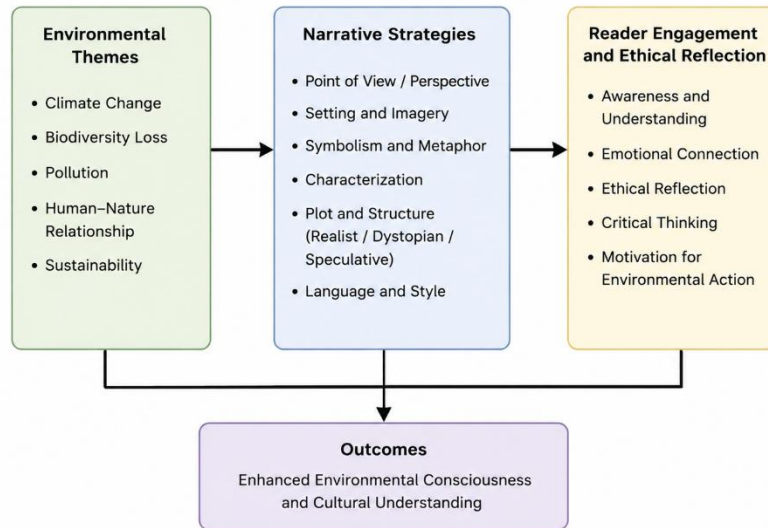 Environmental
Themes
• Climate Change
• Biodiversity Loss
• Pollution
• Human–Nature
Relationship
• Sustainability
Narrative Strategies
• Point of View / Perspective
• Setting and Imagery
• Symbolism and Metaphor
• Characterization
• Plot and Structure
(Realist / Dystopian /
Speculative)
• Language and Style
Reader Engagement
and Ethical Reflection
• Awareness and
Understanding
• Emotional Connection
• Ethical Reflection
• Critical Thinking
• Motivation for
Environmental Action
Outcomes
Enhanced Environmental Consciousness
and Cultural Understanding